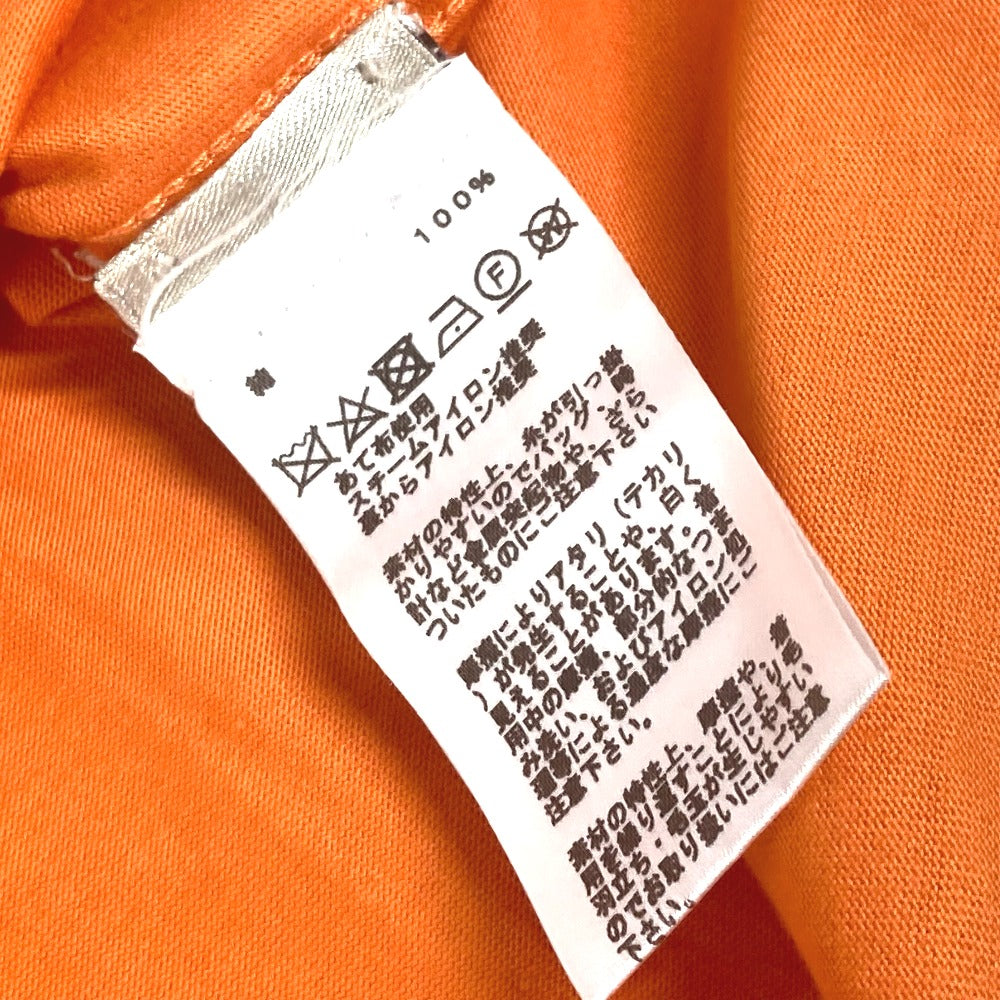 綿 100%
F W
あて布使用
スチームアイロン推奨
裏からアイロン推奨
素材の特性上、糸が引っ掛
かりやすいのでバッグ、時
計など金属突起物や、ざら
ついたものにご注意下さい
摩擦によりアタリ（テカリ
）が発生することや、白く
見えることがあります。着
用中の摩擦、部分的なつま
み洗い、およびアイロン処
理等による過度な摩擦にご
注意下さい。
素材の特性上、摩擦や着
用を繰り返すことにより毛
羽立ち・毛玉が生じやすい
のでお取り扱いにはご注意
下さい。